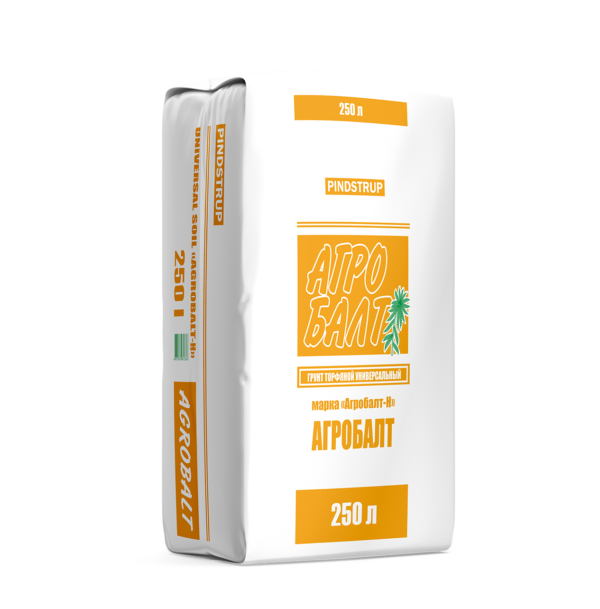 250 л
PINDSTRUP
АГРО
БАЛТ
ГРУНТ ТОРФЯНОЙ УНИВЕРСАЛЬНЫЙ
марка «Агробалт-Н»
АГРОБАЛТ
250 л
PINDSTRUP
UNIVERSAL SOIL «AGROBALT-H»
250 l
AGROBALT